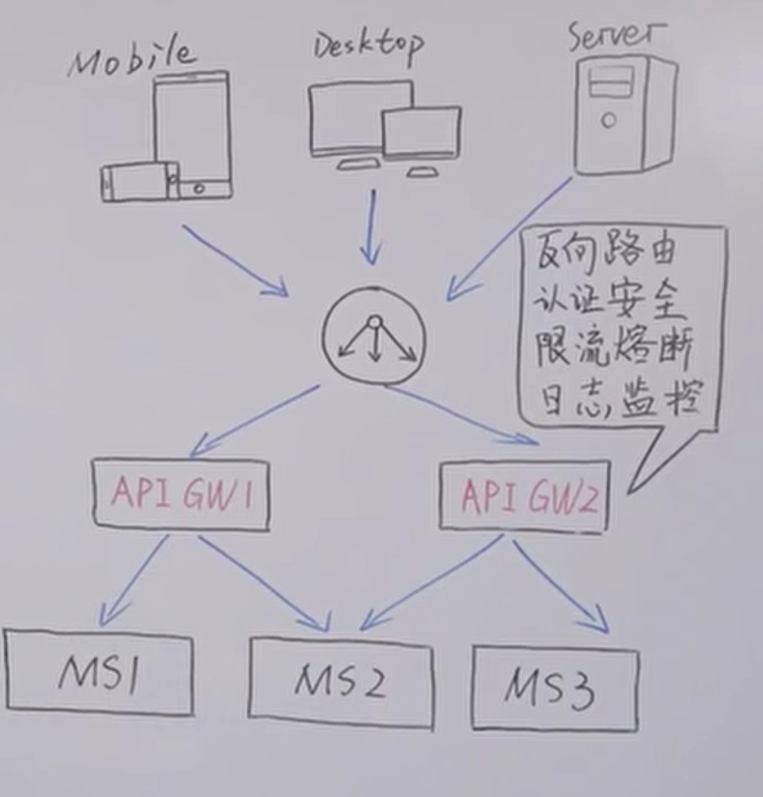 Mobile
Desktop
Server
反向路由
认证安全
限流熔断
日志,监控
API GW1
API GW2
MS1
MS2
MS3